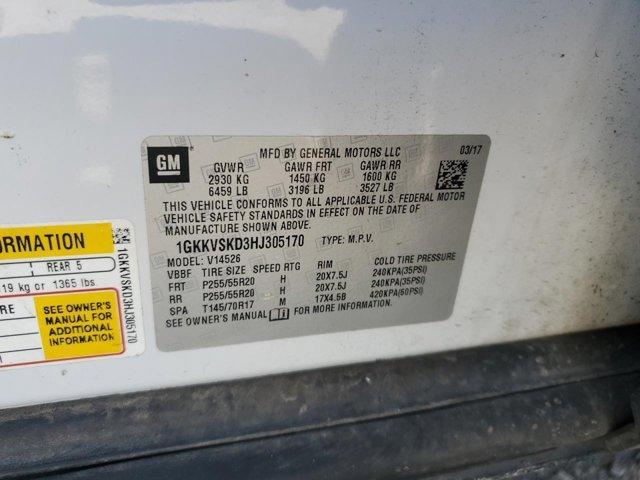 GM
MFD BY GENERAL MOTORS LLC 03/17
GVWR GAWR FRT GAWR RR
2930 KG 1450 KG 1600 KG
6459 LB 3196 LB 3527 LB
THIS VEHICLE CONFORMS TO ALL APPLICABLE U.S. FEDERAL MOTOR
VEHICLE SAFETY STANDARDS IN EFFECT ON THE DATE OF
MANUFACTURE SHOWN ABOVE.
1GKKVSKD3HJ305170 TYPE: M.P.V.
MODEL: V14526
VBBF TIRE SIZE SPEED RTG RIM COLD TIRE PRESSURE
FRT P255/55R20 H 20X7.5J 240KPA(35PSI)
RR P255/55R20 H 20X7.5J 240KPA(35PSI)
SPA T145/70R17 M 17X4.5B 420KPA(60PSI)
SEE OWNER'S MANUAL FOR MORE INFORMATION.
ORMATION
REAR 5
19 kg or 1365 lbs
RE
SEE OWNER'S
MANUAL FOR
ADDITIONAL
INFORMATION
1GKKVSKD3HJ305170